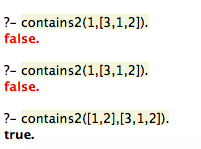 ?- contains2(1,[3,1,2]).
false.
?- contains2(1,[3,1,2]).
false.
?- contains2([1,2],[3,1,2]).
true.